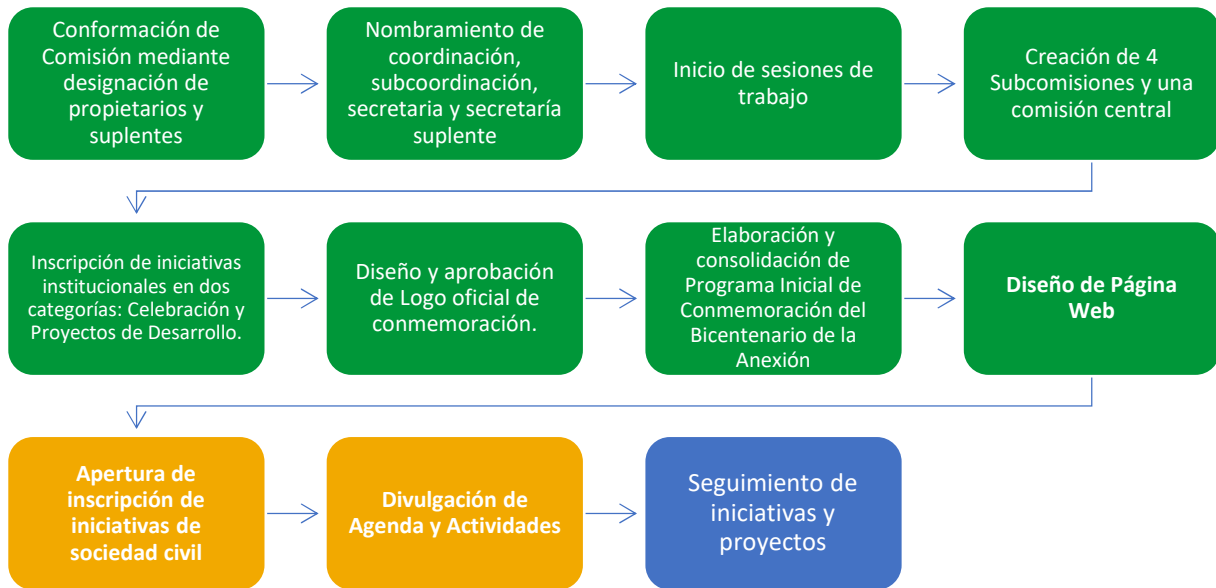 Conformación de
Comisión mediante
designación de
propietarios y
suplentes
Nombramiento de
coordinación,
subcoordinación,
secretaria y secretaría
suplente
Inicio de sesiones de
trabajo
Creación de 4
Subcomisiones y una
comisión central
Inscripción de iniciativas
institucionales en dos
categorías: Celebración y
Proyectos de Desarrollo.
Diseño y aprobación
de Logo oficial de
conmemoración.
Elaboración y
consolidación de
Programa Inicial de
Conmemoración del
Bicentenario de la
Anexión
Diseño de Página
Web
Apertura de
inscripción de
iniciativas de
sociedad civil
Divulgación de
Agenda y Actividades
Seguimiento de
iniciativas y
proyectos